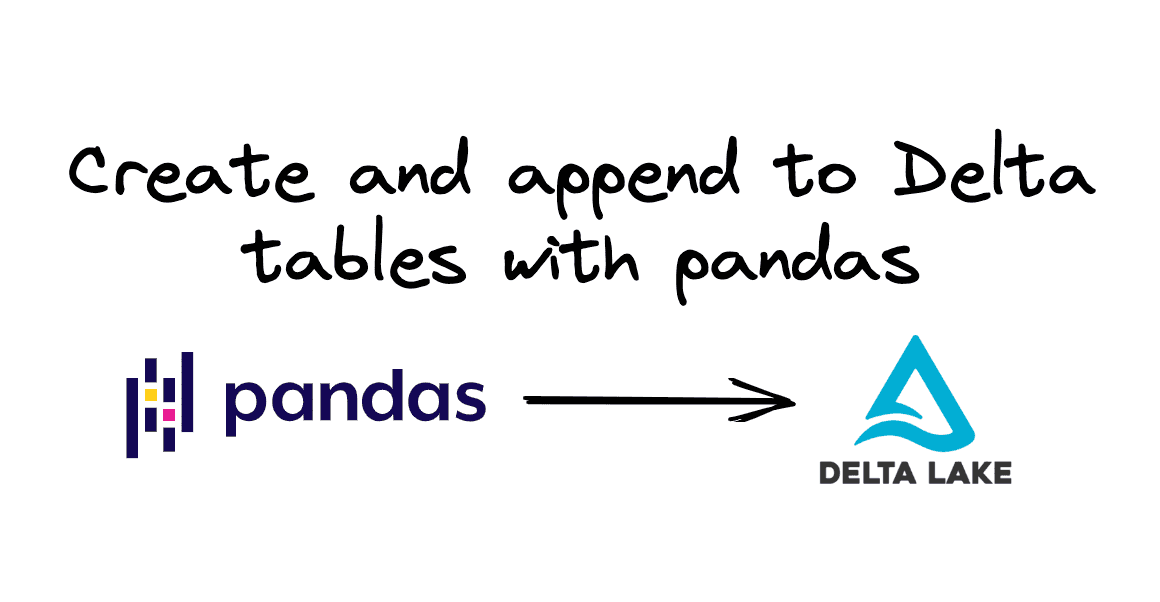 Create and append to Delta
tables with pandas
pandas
DELTA LAKE